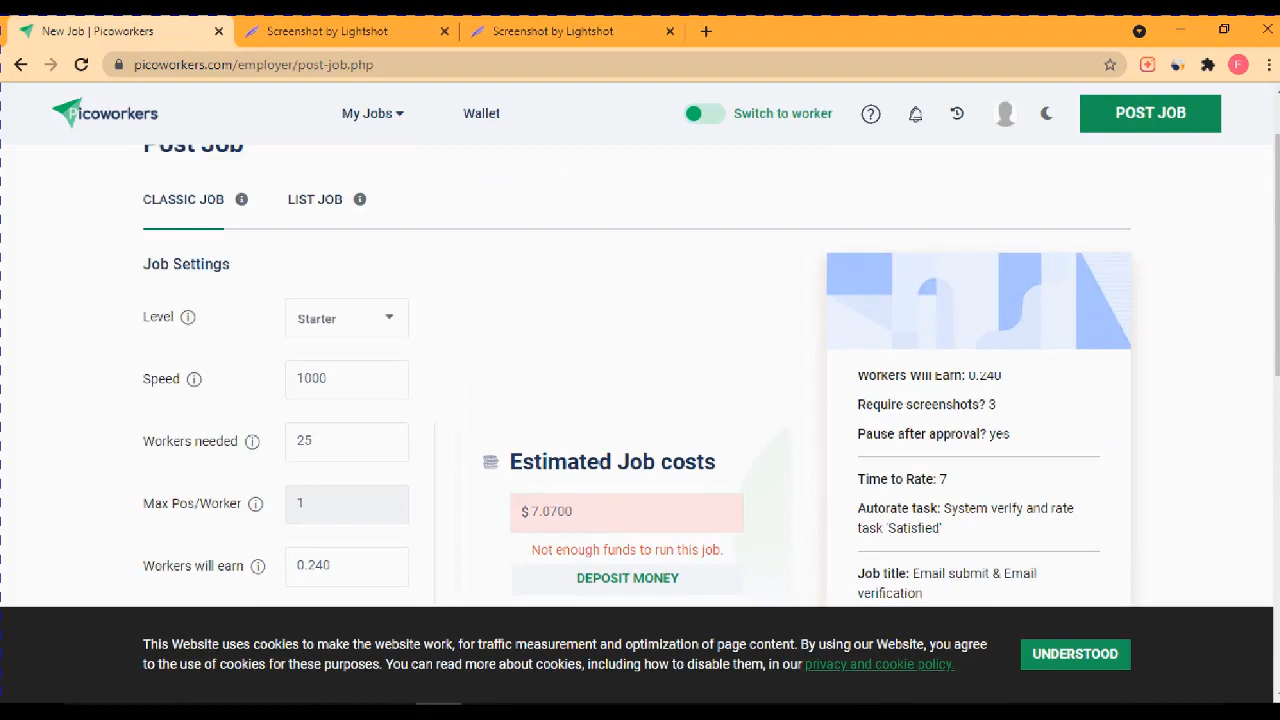 New Job | Picoworkers
Screenshot by Lightshot
Screenshot by Lightshot
picoworkers.com/employer/post-job.php
F
Picoworkers
My Jobs
Wallet
Switch to worker
POST JOB
Post Job
CLASSIC JOB
LIST JOB
Job Settings
Level
Starter
Speed
1000
Workers needed
25
Max Pos/Worker
1
Workers will earn
0.240
Estimated Job costs
$ 7.0700
Not enough funds to run this job.
DEPOSIT MONEY
Workers Will Earn: 0.240
Require screenshots? 3
Pause after approval? yes
Time to Rate: 7
Autorate task: System verify and rate
task 'Satisfied'
Job title: Email submit & Email
verification
This Website uses cookies to make the website work, for traffic measurement and optimization of page content. By using our Website, you agree
to the use of cookies for these purposes. You can read more about cookies, including how to disable them, in our privacy and cookie policy.
UNDERSTOOD